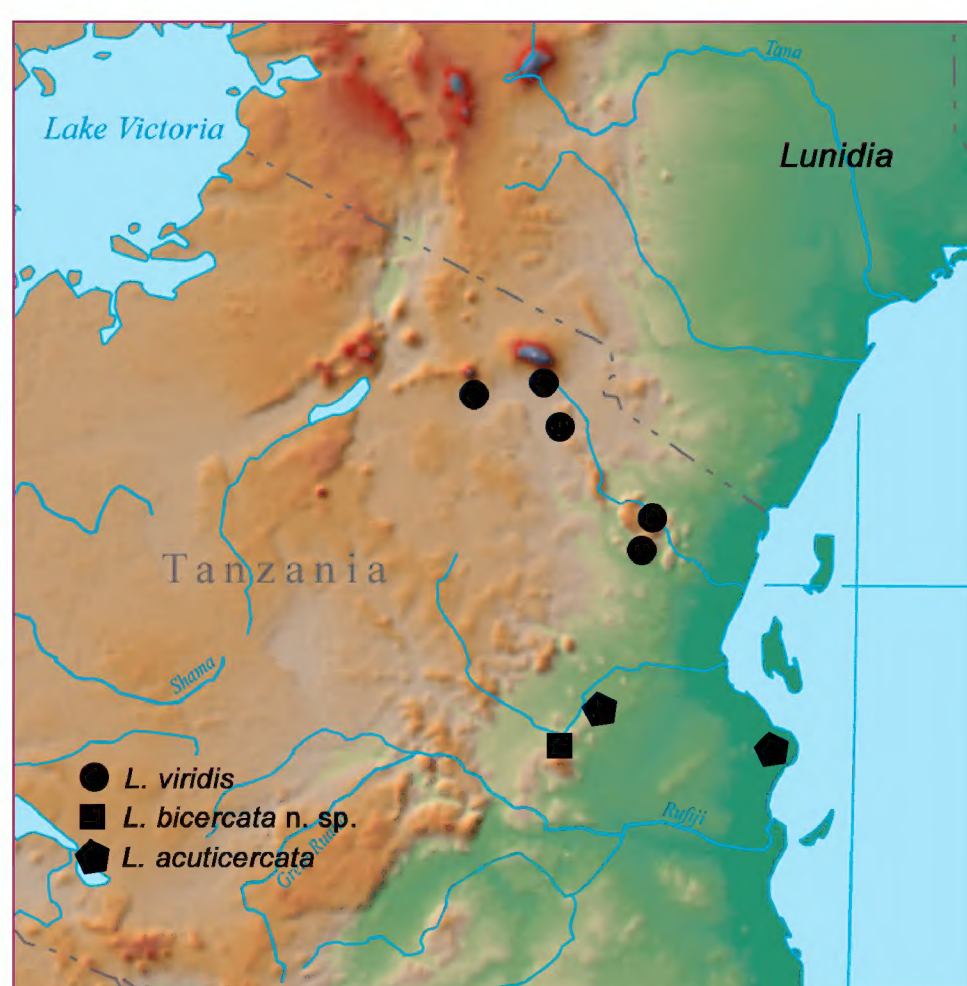 Tana
Lake Victoria
Lunidia
Tanzania
Shama
L. viridis
L. bicercata n. sp.
Rufiji
L. acuticercata